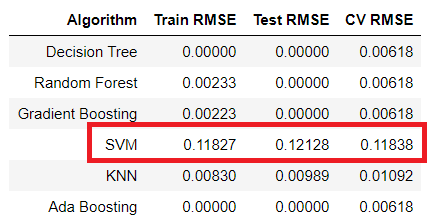 Algorithm Train RMSE Test RMSE CV RMSE
Decision Tree 0.00000 0.00000 0.00618
Random Forest 0.00233 0.00000 0.00618
Gradient Boosting 0.00223 0.00000 0.00618
SVM 0.11827 0.12128 0.11838
KNN 0.00830 0.00989 0.01092
Ada Boosting 0.00000 0.00000 0.00618